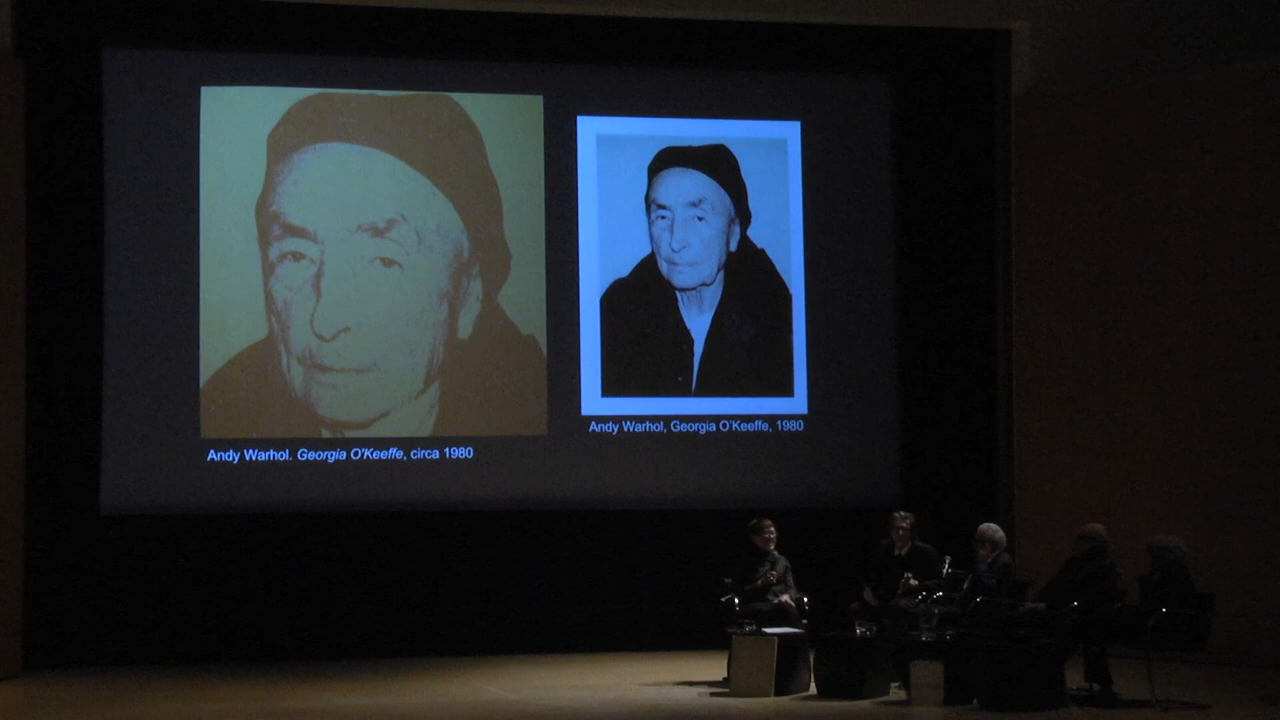 Andy Warhol. Georgia O'Keeffe, circa 1980
Andy Warhol, Georgia O'Keeffe, 1980